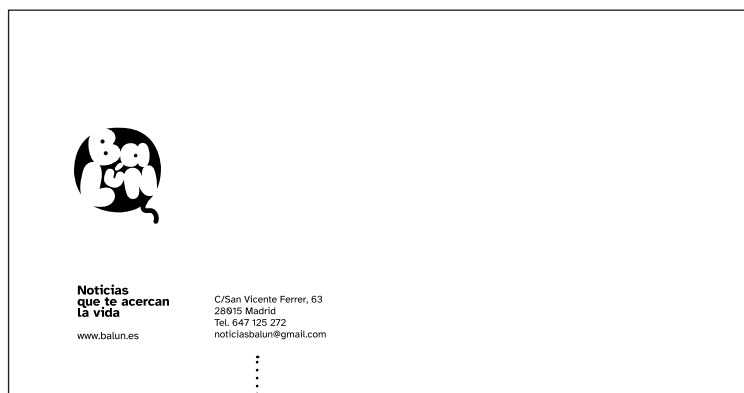 Balún
Noticias
que te acercan
la vida
www.balun.es
C/San Vicente Ferrer, 63
28015 Madrid
Tel. 647 125 272
noticiasbalun@gmail.com